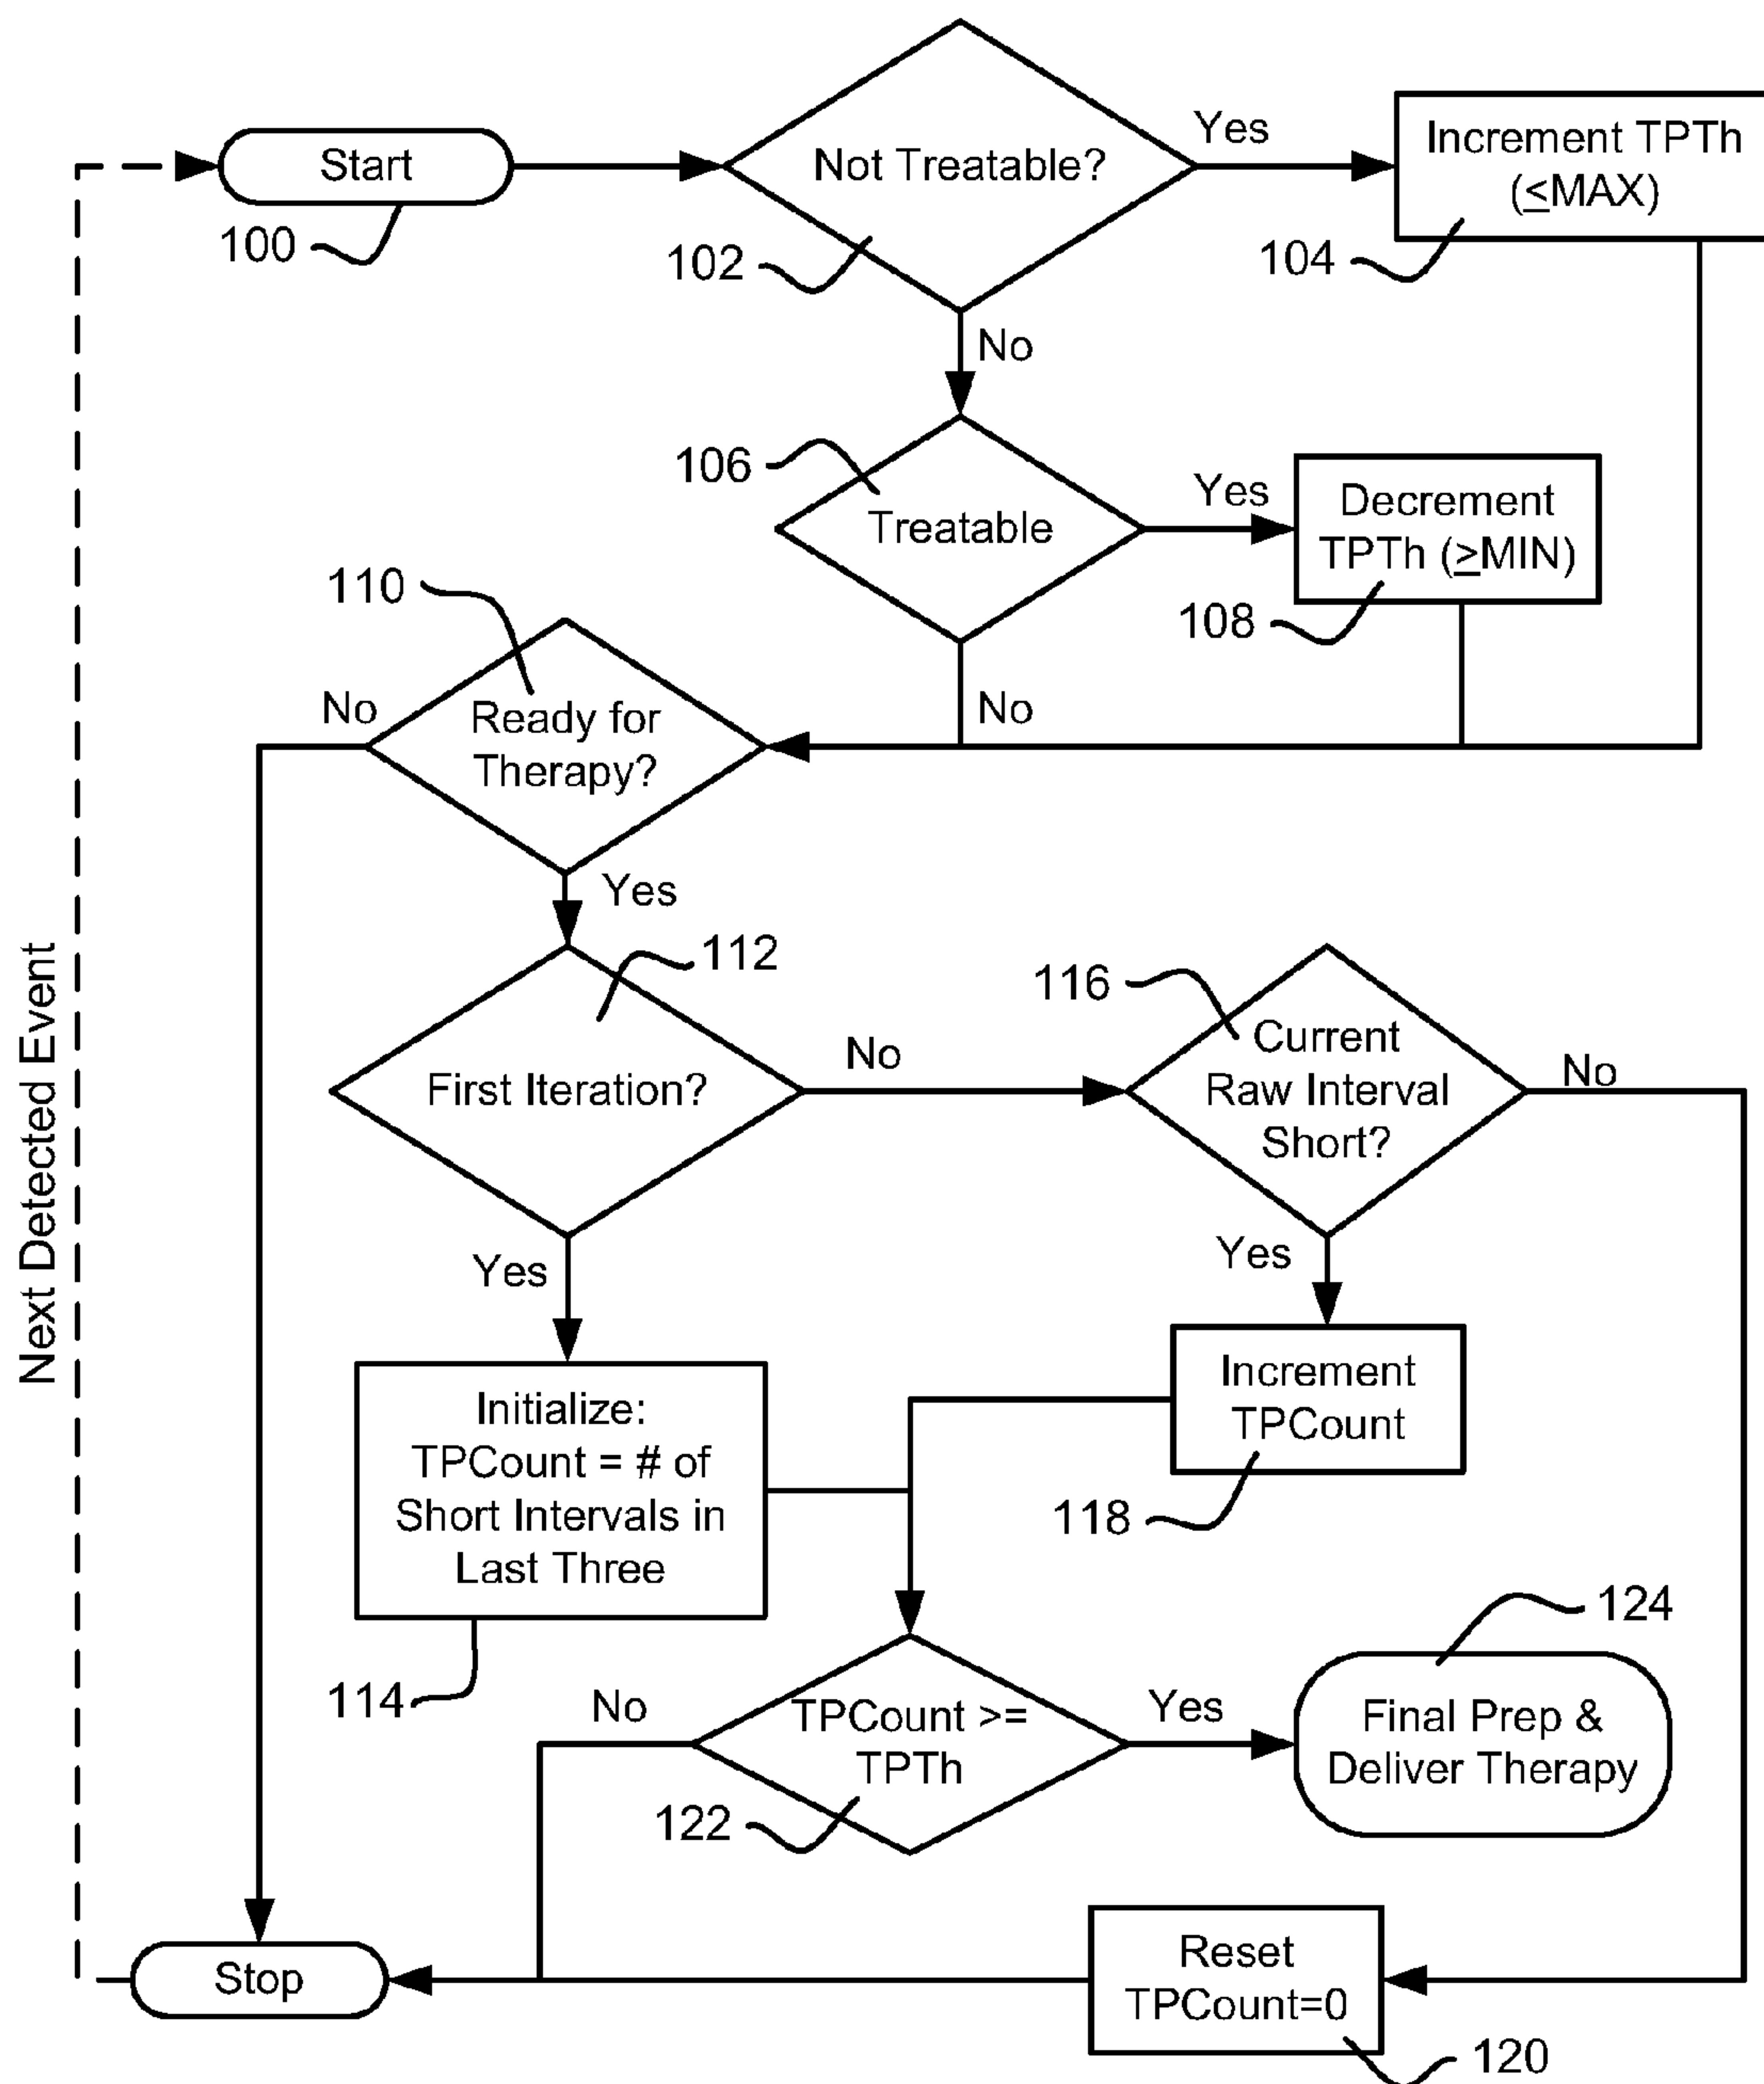 Start
100
Not Treatable?
102
Yes
Increment TPTh
(≤MAX)
104
No
106
Treatable
Yes
Decrement
TPTh (≥MIN)
108
No
110
Ready for
Therapy?
No
Yes
112
First Iteration?
No
116
Current
Raw Interval
Short?
No
Yes
Yes
Initialize:
TPCount = # of
Short Intervals in
Last Three
114
Increment
TPCount
118
TPCount >=
TPTh
122
No
Yes
124
Final Prep &
Deliver Therapy
Reset
TPCount=0
120
Stop
Next Detected Event